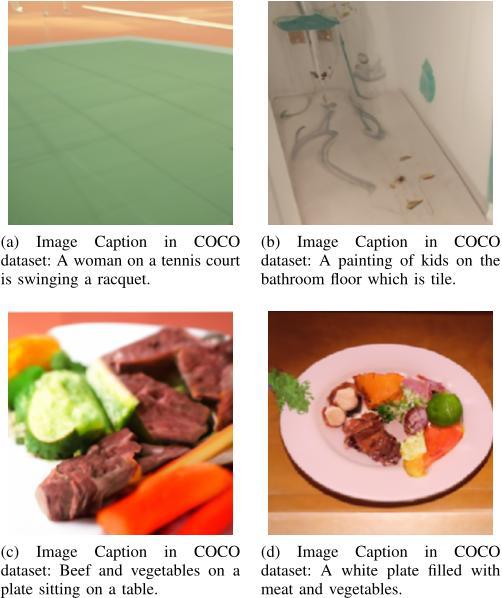 (a) Image Caption in COCO
dataset: A woman on a tennis court
is swinging a racquet.
(b) Image Caption in COCO
dataset: A painting of kids on the
bathroom floor which is tile.
(c) Image Caption in COCO
dataset: Beef and vegetables on a
plate sitting on a table.
(d) Image Caption in COCO
dataset: A white plate filled with
meat and vegetables.